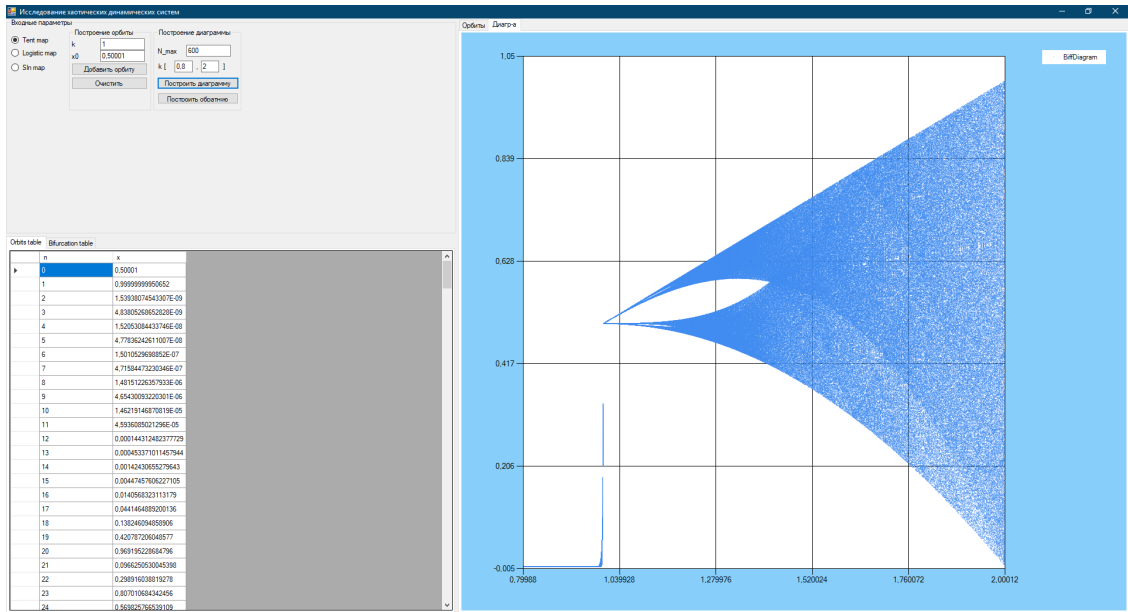 Исследование хаотических динамических систем
Входные параметры
Tent map
Logistic map
Sin map
Построение орбиты
k 1
x0 0,50001
Добавить орбиту
Очистить
Построение диаграммы
N_max 600
k [ 0.8 , 2 ]
Построить диаграмму
Построить обоатную
Orbits table Bifurcation table
n x
0 0,50001
1 0,99999999950652
2 1,53938074543307E-09
3 4,83805268652828E-09
4 1,52053084433746E-08
5 4,77836242611007E-08
6 1,5010529698852E-07
7 4,71584473230346E-07
8 1,48151226357933E-06
9 4,65430093220301E-06
10 1,46219146870819E-05
11 4,5936085021296E-05
12 0,000144312482377729
13 0,000453371011457944
14 0,00142430655279643
15 0,00447457606227105
16 0,0140568323113179
17 0,0441464889200136
18 0,138246094858906
19 0,420787206048577
20 0,969195228684796
21 0,0966250530045398
22 0,298916038819278
23 0,807010684342456
24 0,569825766539109
Орбиты Диагр-а
BiffDiagram
1.05
0.839
0.628
0.417
0.206
-0.005
0.79988 1.039928 1.279976 1.520024 1.760072 2.00012